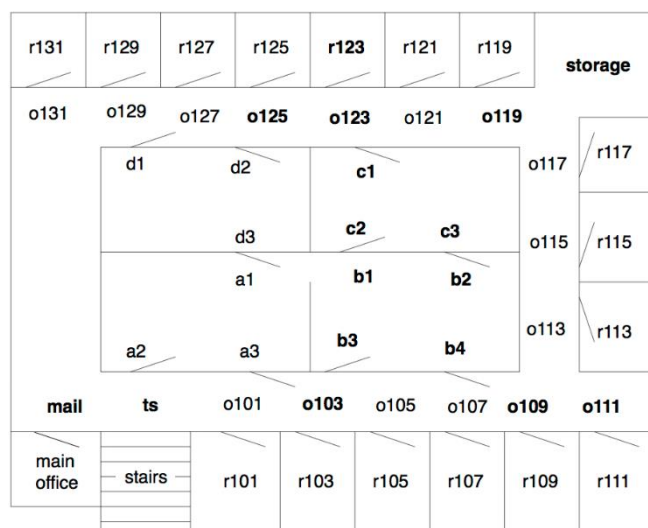 r131 r129 r127 r125 r123 r121 r119
storage
o131 o129 o127 o125 o123 o121 o119
d1 d2 c1 o117 r117
d3 c2 c3 o115 r115
a1 b1 b2
a2 a3 b3 b4 o113 r113
mail ts o101 o103 o105 o107 o109 o111
main
office
stairs r101 r103 r105 r107 r109 r111